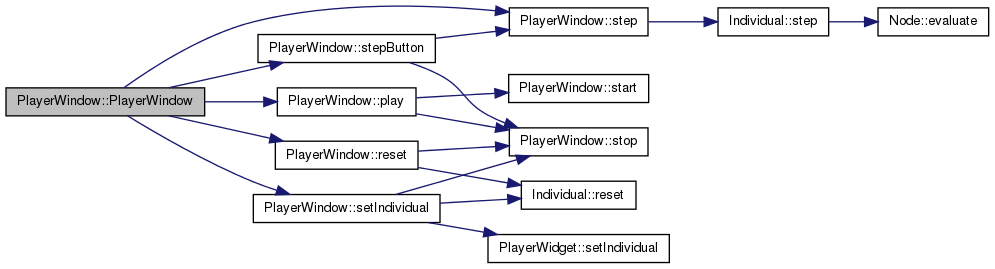 PlayerWindow::PlayerWindow
PlayerWindow::stepButton
PlayerWindow::play
PlayerWindow::reset
PlayerWindow::setIndividual
PlayerWindow::step
PlayerWindow::start
PlayerWindow::stop
Individual::reset
PlayerWidget::setIndividual
Individual::step
Node::evaluate